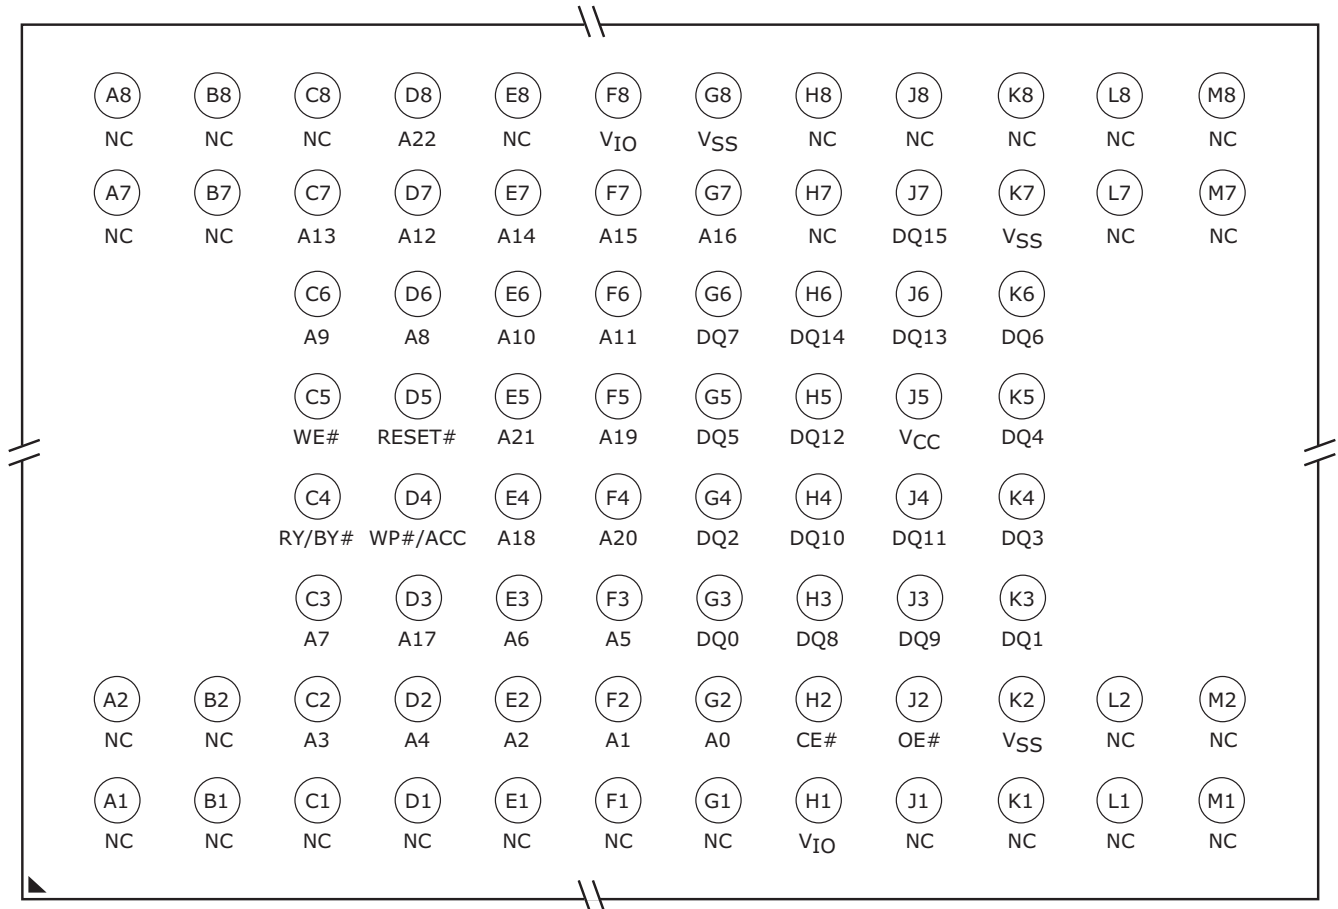 A8 B8 C8 D8 E8 F8 G8 H8 J8 K8 L8 M8
NC NC NC A22 NC VIO VSS NC NC NC NC NC
A7 B7 C7 D7 E7 F7 G7 H7 J7 K7 L7 M7
NC NC A13 A12 A14 A15 A16 NC DQ15 VSS NC NC
C6 D6 E6 F6 G6 H6 J6 K6
A9 A8 A10 A11 DQ7 DQ14 DQ13 DQ6
C5 D5 E5 F5 G5 H5 J5 K5
WE# RESET# A21 A19 DQ5 DQ12 VCC DQ4
C4 D4 E4 F4 G4 H4 J4 K4
RY/BY# WP#/ACC A18 A20 DQ2 DQ10 DQ11 DQ3
C3 D3 E3 F3 G3 H3 J3 K3
A7 A17 A6 A5 DQ0 DQ8 DQ9 DQ1
A2 B2 C2 D2 E2 F2 G2 H2 J2 K2 L2 M2
NC NC A3 A4 A2 A1 A0 CE# OE# VSS NC NC
A1 B1 C1 D1 E1 F1 G1 H1 J1 K1 L1 M1
NC NC NC NC NC NC NC VIO NC NC NC NC